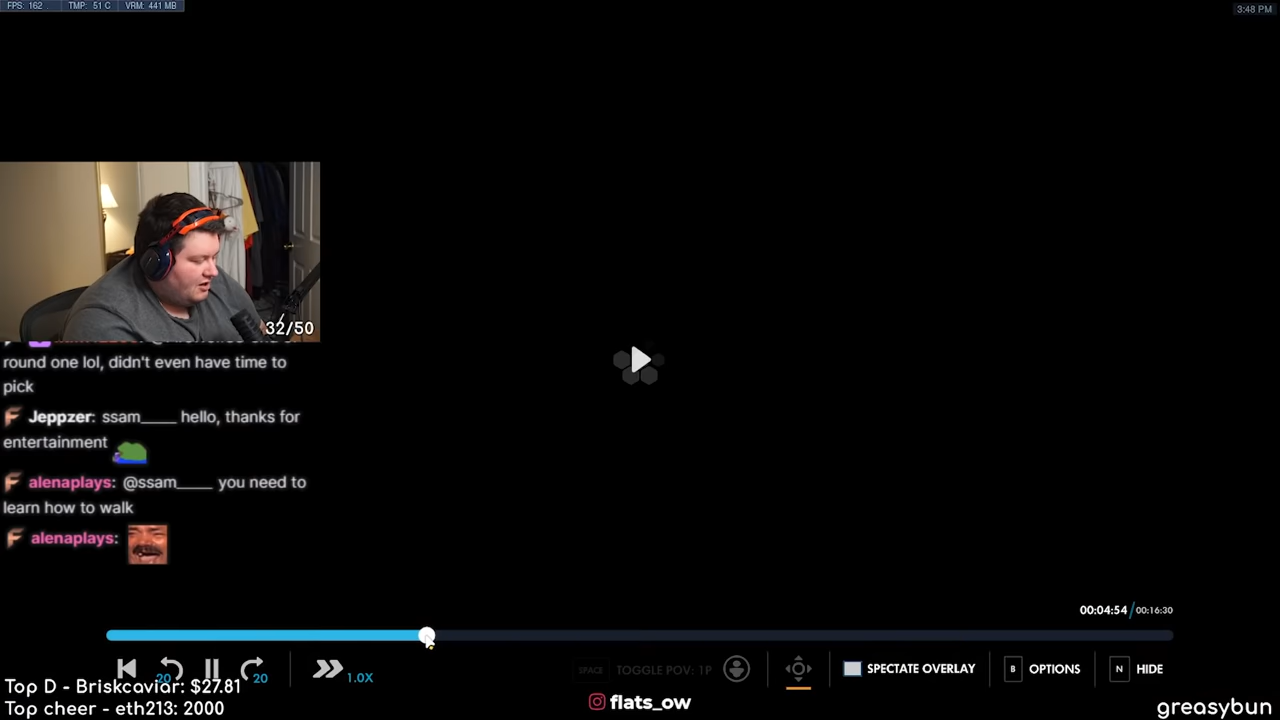 FPS: 162 TMP: 51 C VRM: 441 MB
3:48 PM
32/50
round one lol, didn't even have time to
pick
Jeppzer: ssam____ hello, thanks for
entertainment
alenaplays: @ssam____ you need to
learn how to walk
alenaplays:
00:04:54 / 00:16:30
20 20 1.0X SPACE TOGGLE POV: 1P SPECTATE OVERLAY B OPTIONS N HIDE
Top D - Briskcaviar: $27.81
Top cheer - eth213: 2000
flats_ow
greasybun